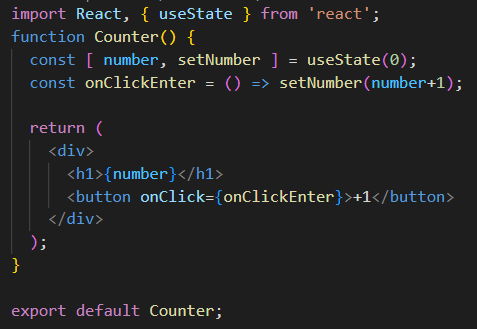 import React, { useState } from 'react';
function Counter() {
  const [ number, setNumber ] = useState(0);
  const onClickEnter = () => setNumber(number+1);

  return (
    <div>
      <h1>{number}</h1>
      <button onClick={onClickEnter}>+1</button>
    </div>
  );
}

export default Counter;